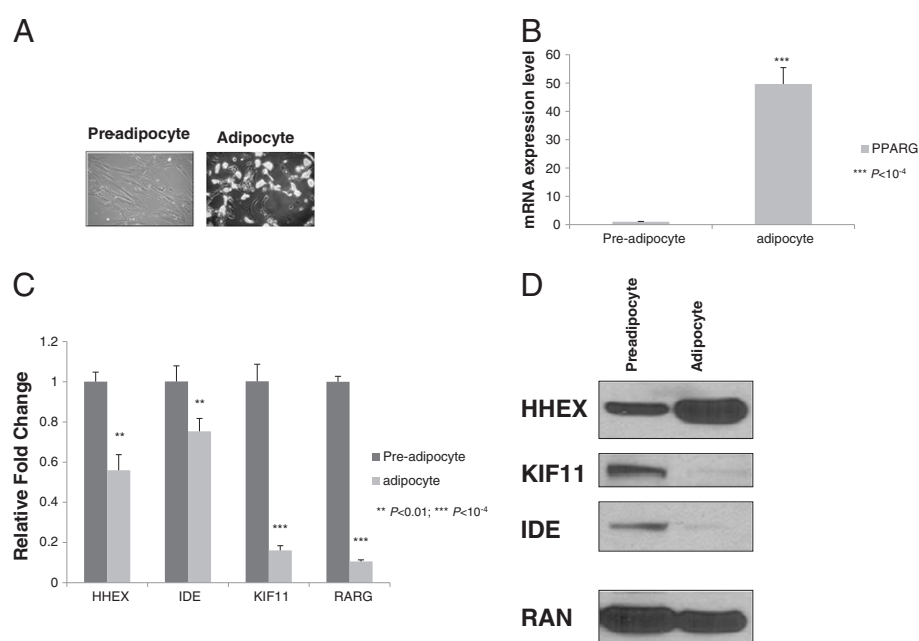 A
Pre-adipocyte
Adipocyte
B
mRNA expression level
60
50
40
30
20
10
0
***
Pre-adipocyte
adipocyte
PPARG
*** P<10-4
C
Relative Fold Change
1.2
1
0.8
0.6
0.4
0.2
0
**
**
***
***
HHEX
IDE
KIF11
RARG
Pre-adipocyte
adipocyte
** P<0.01; *** P<10-4
D
Pre-adipocyte
Adipocyte
HHEX
KIF11
IDE
RAN